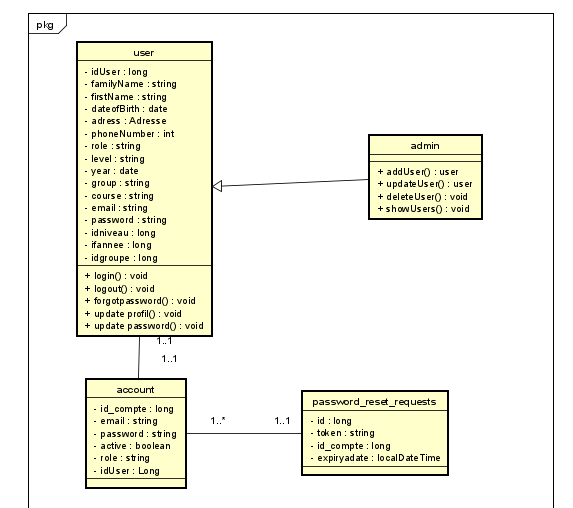 pkg
user
- idUser : long
- familyName : string
- firstName : string
- dateofBirth : date
- adress : Adresse
- phoneNumber : int
- role : string
- level : string
- year : date
- group : string
- course : string
- email : string
- password : string
- idniveau : long
- ifannee : long
- idgroupe : long
+ login() : void
+ logout() : void
+ forgotpassword() : void
+ update profil() : void
+ update password() : void
admin
+ addUser() : user
+ updateUser() : user
+ deleteUser() : void
+ showUsers() : void
1..1
1..1
account
- id_compte : long
- email : string
- password : string
- active : boolean
- role : string
- idUser : Long
1..*
1..1
password_reset_requests
- id : long
- token : string
- id_compte : long
- expiryadate : localDateTime